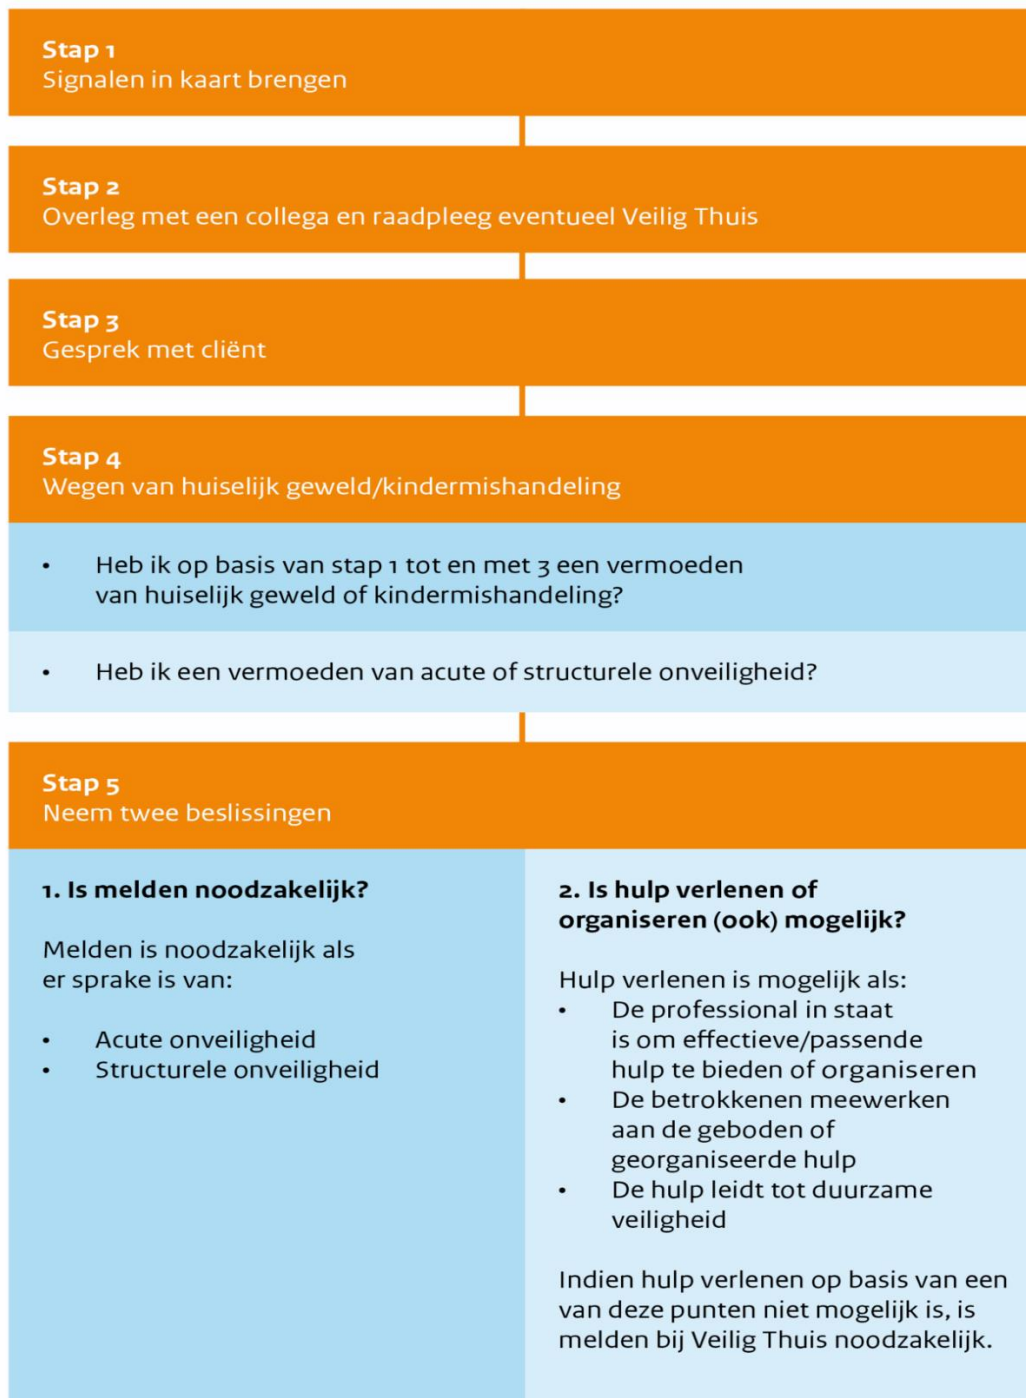 Stap 1
Signalen in kaart brengen
Stap 2
Overleg met een collega en raadpleeg eventueel Veilig Thuis
Stap 3
Gesprek met cliënt
Stap 4
Wegen van huiselijk geweld/kindermishandeling
• Heb ik op basis van stap 1 tot en met 3 een vermoeden
van huiselijk geweld of kindermishandeling?
• Heb ik een vermoeden van acute of structurele onveiligheid?
Stap 5
Neem twee beslissingen
1. Is melden noodzakelijk?
Melden is noodzakelijk als
er sprake is van:
• Acute onveiligheid
• Structurele onveiligheid
2. Is hulp verlenen of
organiseren (ook) mogelijk?
Hulp verlenen is mogelijk als:
• De professional in staat
is om effectieve/passende
hulp te bieden of organiseren
• De betrokkenen meewerken
aan de geboden of
georganiseerde hulp
• De hulp leidt tot duurzame
veiligheid
Indien hulp verlenen op basis van een
van deze punten niet mogelijk is, is
melden bij Veilig Thuis noodzakelijk.